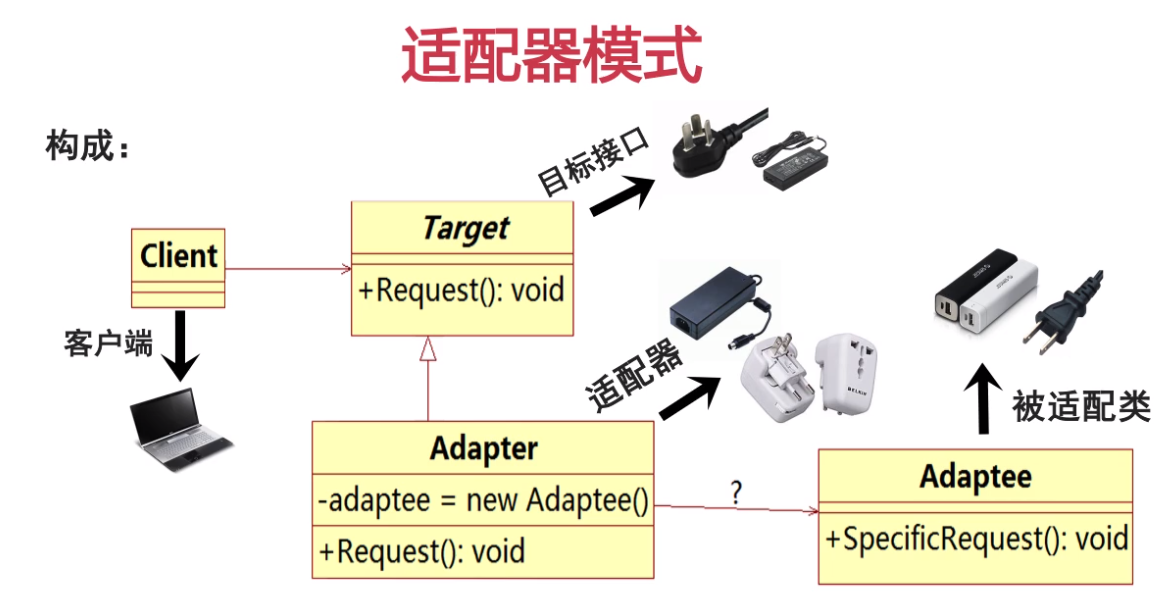 适配器模式
构成：
目标接口
Target
+Request(): void
Client
客户端
适配器
被适配类
Adapter
-adaptee = new Adaptee()
+Request(): void
?
Adaptee
+SpecificRequest(): void
BELKIN